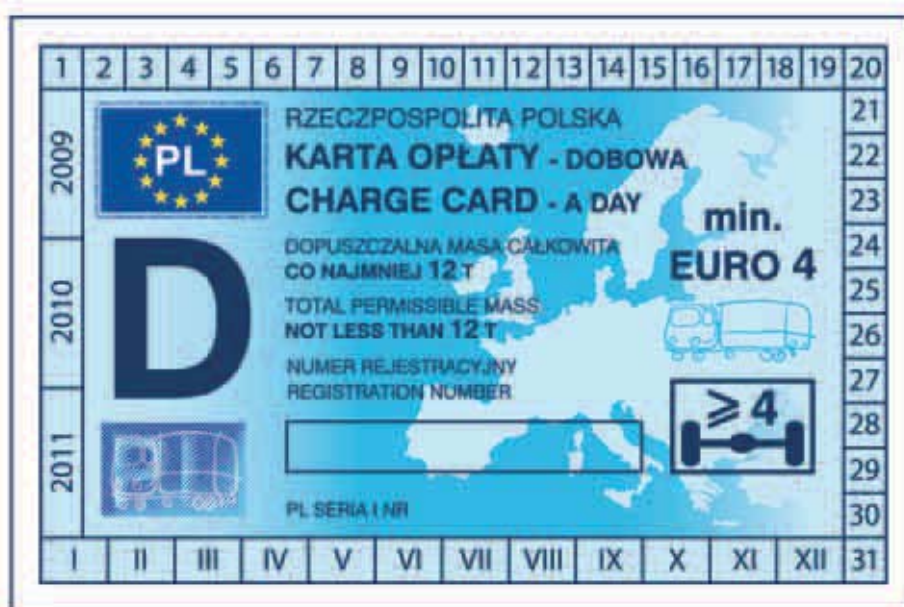 1 2 3 4 5 6 7 8 9 10 11 12 13 14 15 16 17 18 19 20
21
22
23
24
25
26
27
28
29
30
31
2009
2010
2011
PL
RZECZPOSPOLITA POLSKA
KARTA OPŁATY - DOBOWA
CHARGE CARD - A DAY
D
DOPUSZCZALNA MASA CAŁKOWITA
CO NAJMNIEJ 12 T
TOTAL PERMISSIBLE MASS
NOT LESS THAN 12 T
NUMER REJESTRACYJNY
REGISTRATION NUMBER
min.
EURO 4
⩾ 4
PL SERIA I NR
I II III IV V VI VII VIII IX X XI XII